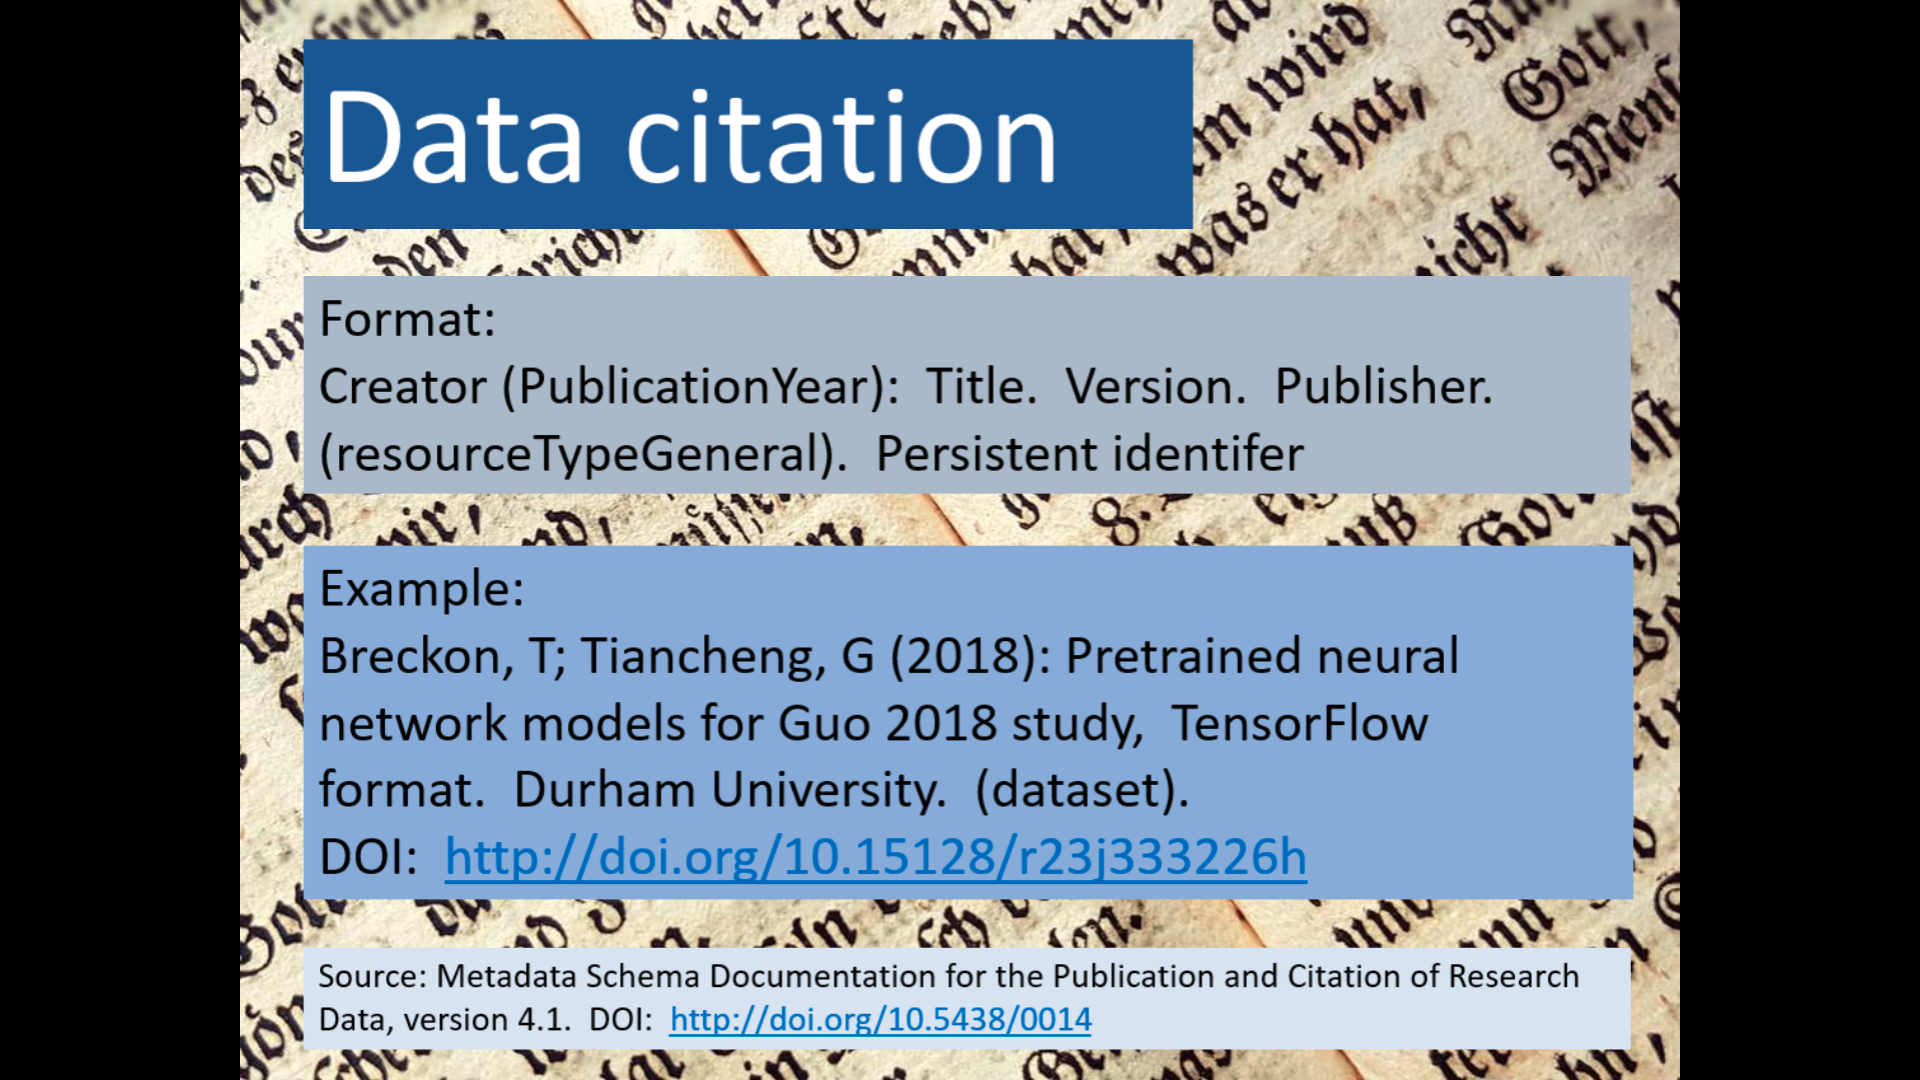 Data citation
Format:
Creator (PublicationYear):  Title.  Version.  Publisher.
(resourceTypeGeneral).  Persistent identifer
Example:
Breckon, T; Tiancheng, G (2018): Pretrained neural
network models for Guo 2018 study,  TensorFlow
format.  Durham University.  (dataset).
DOI:  http://doi.org/10.15128/r23j333226h
Source: Metadata Schema Documentation for the Publication and Citation of Research
Data, version 4.1.  DOI:  http://doi.org/10.5438/0014